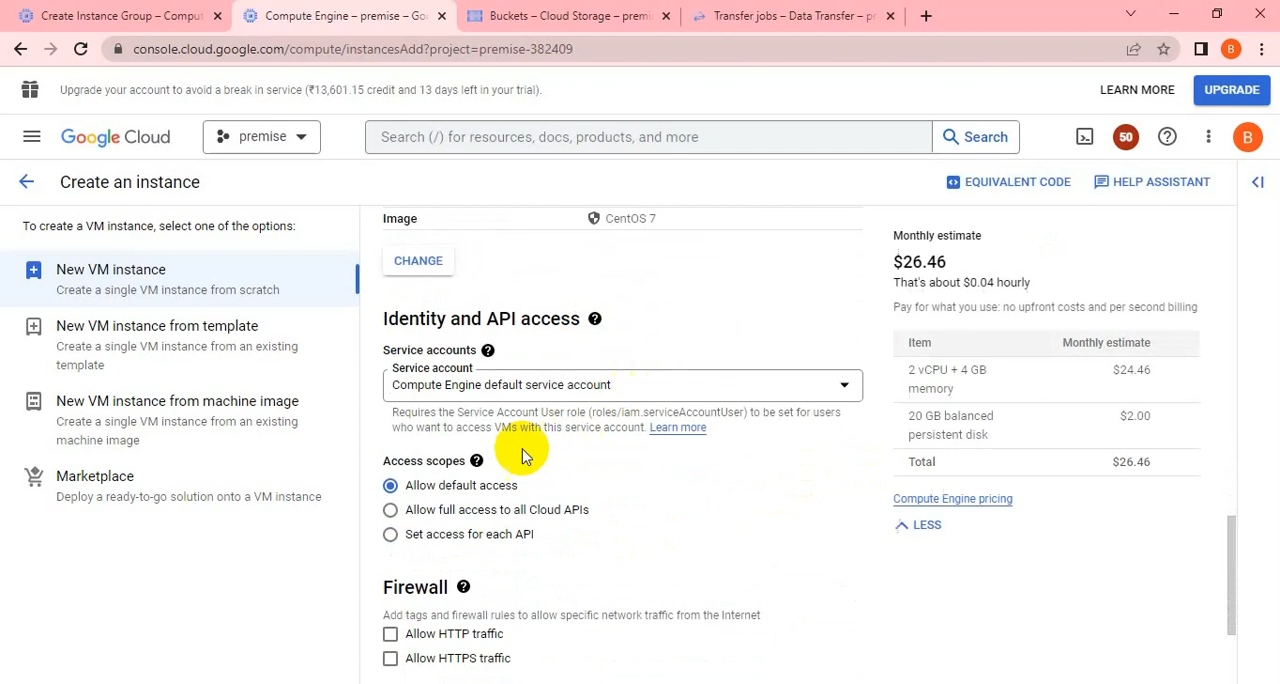 Create Instance Group – Comput
Compute Engine – premise – Goo
Buckets – Cloud Storage – premi
Transfer jobs – Data Transfer – p
console.cloud.google.com/compute/instancesAdd?project=premise-382409
B
Upgrade your account to avoid a break in service (₹13,601.15 credit and 13 days left in your trial).
LEARN MORE
UPGRADE
Google Cloud
premise
Search (/) for resources, docs, products, and more
Search
50
B
Create an instance
EQUIVALENT CODE
HELP ASSISTANT
To create a VM instance, select one of the options:
New VM instance
Create a single VM instance from scratch
New VM instance from template
Create a single VM instance from an existing
template
New VM instance from machine image
Create a single VM instance from an existing
machine image
Marketplace
Deploy a ready-to-go solution onto a VM instance
Image
CentOS 7
CHANGE
Identity and API access
Service accounts
Service account
Compute Engine default service account
Requires the Service Account User role (roles/iam.serviceAccountUser) to be set for users
who want to access VMs with this service account. Learn more
Access scopes
Allow default access
Allow full access to all Cloud APIs
Set access for each API
Firewall
Add tags and firewall rules to allow specific network traffic from the Internet
Allow HTTP traffic
Allow HTTPS traffic
Monthly estimate
$26.46
That's about $0.04 hourly
Pay for what you use: no upfront costs and per second billing
Item Monthly estimate
2 vCPU + 4 GB $24.46
memory
20 GB balanced $2.00
persistent disk
Total $26.46
Compute Engine pricing
LESS